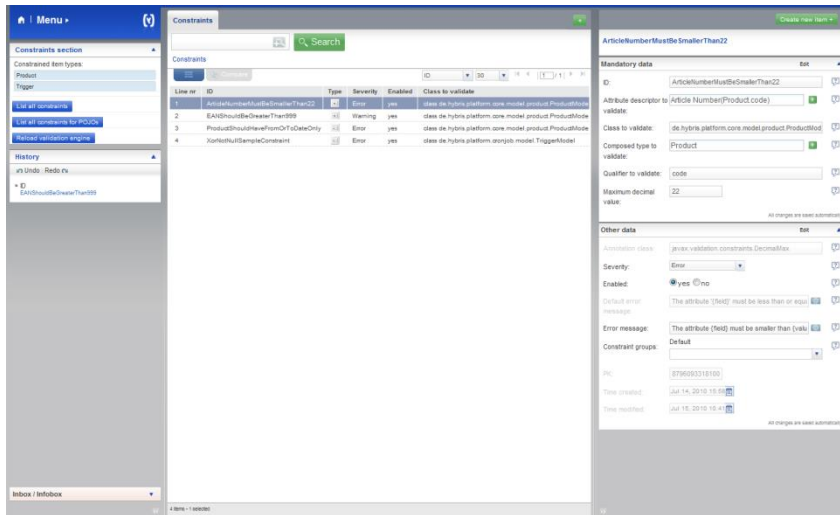 Menu
Constraints section
Constrained item types:
Product
Trigger
List all constraints
List all constraints for POJOs
Reload validation engine
History
Undo Redo
ID
EANShouldBeGreaterThan999
Inbox / Infobox
Constraints
Search
Constraints
Compare
ID 30 1 / 1
Line nr ID Type Severity Enabled Class to validate
1 ArticleNumberMustBeSmallerThan22 Error yes class de.hybris.platform.core.model.product.ProductMode
2 EANShouldBeGreaterThan999 Warning yes class de.hybris.platform.core.model.product.ProductMode
3 ProductShouldHaveFromOrToDateOnly Error yes class de.hybris.platform.core.model.product.ProductMode
4 XorNotNullSampleConstraint Error yes class de.hybris.platform.cronjob.model.TriggerModel
4 items - 1 selected
Create new item
ArticleNumberMustBeSmallerThan22
Mandatory data Edit
ID: ArticleNumberMustBeSmallerThan22
Attribute descriptor to validate: Article Number(Product.code)
Class to validate: de.hybris.platform.core.model.product.ProductMod
Composed type to validate: Product
Qualifier to validate: code
Maximum decimal value: 22
All changes are saved automatically
Other data Edit
Annotation class javax.validation.constraints.DecimalMax
Severity: Error
Enabled: yes no
Default error message The attribute '{field}' must be less than or equ
Error message: The attribute {field} must be smaller than {valu
Constraint groups: Default
PK: 8796093318100
Time created: Jul 14, 2010 15:58
Time modified: Jul 15, 2010 10:41
All changes are saved automatically